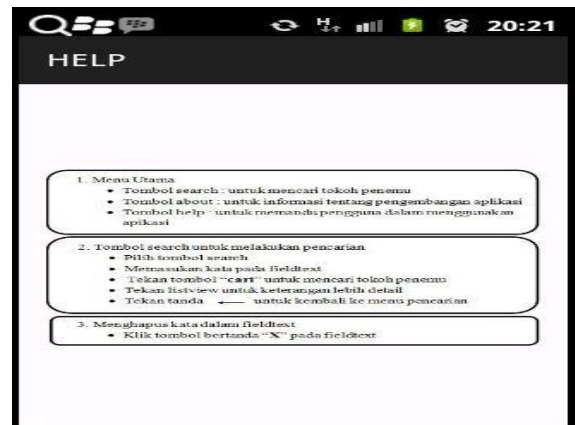 H
20:21
HELP
1. Menu Utama
• Tombol search : untuk mencari tokoh penemu
• Tombol about : untuk informasi tentang pengembangan aplikasi
• Tombol help : untuk memandu pengguna dalam menggunakan
apikasi
2. Tombol search untuk melakukan pencarian
• Pilih tombol search
• Memasukan kata pada fieldtext
• Tekan tombol “cari” untuk mencari tokoh penemu
• Tekan listview untuk keterangan lebih detail
• Tekan tanda ← untuk kembali ke menu pencarian
3. Menghapus kata dalam fieldtext
• Klik tombol bertanda “X” pada fieldtext